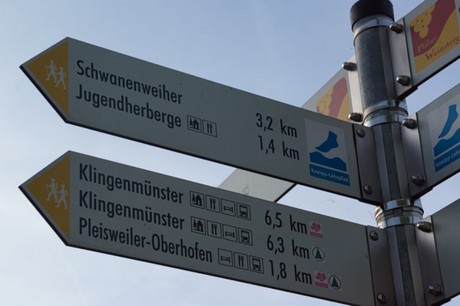 Schwanenweiher 3,2 km
Jugendherberge 1,4 km
Klingenmünster 6,5 km
Klingenmünster 6,3 km
Pleisweiler-Oberhofen 1,8 km